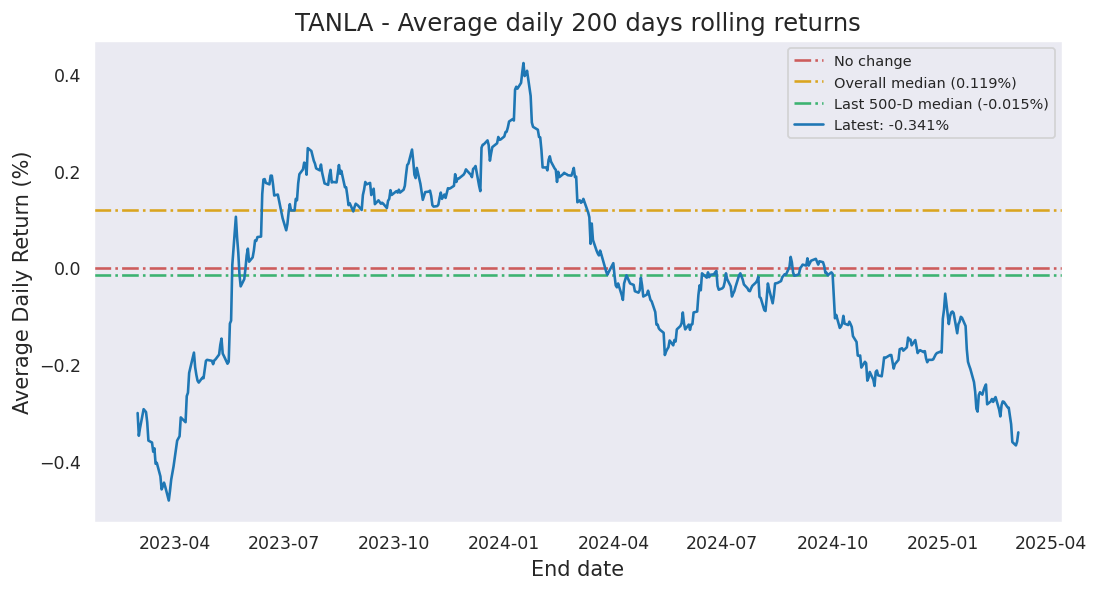 TANLA - Average daily 200 days rolling returns
No change
Overall median (0.119%)
Last 500-D median (-0.015%)
Latest: -0.341%
Average Daily Return (%)
0.4
0.2
0.0
−0.2
−0.4
2023-04
2023-07
2023-10
2024-01
2024-04
2024-07
2024-10
2025-01
2025-04
End date